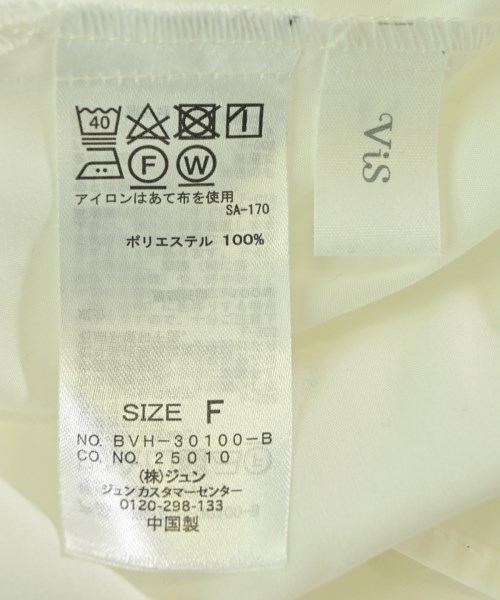 40
F W
アイロンはあて布を使用
SA-170
ポリエステル 100%
SIZE F
NO. BVH-30100-B
CO. NO. 25010
(株)ジュン
ジュンカスタマーセンター
0120-298-133
中国製
ViS